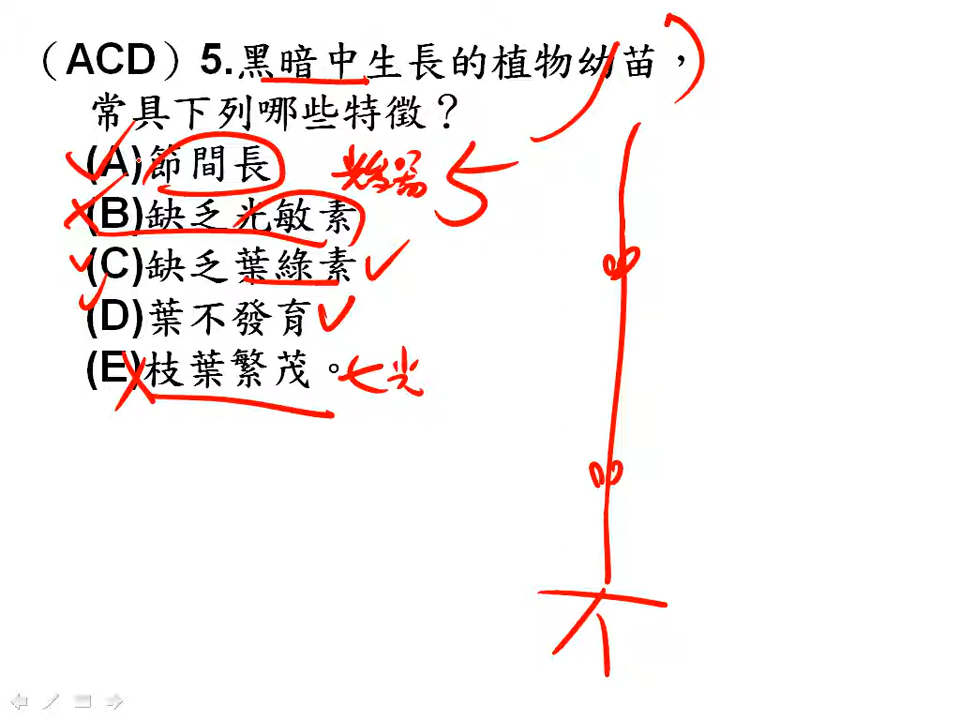 （ACD）5.黑暗中生長的植物幼苗，
常具下列哪些特徵？
(A)節間長
(B)缺乏光敏素
(C)缺乏葉綠素
(D)葉不發育
(E)枝葉繁茂。光